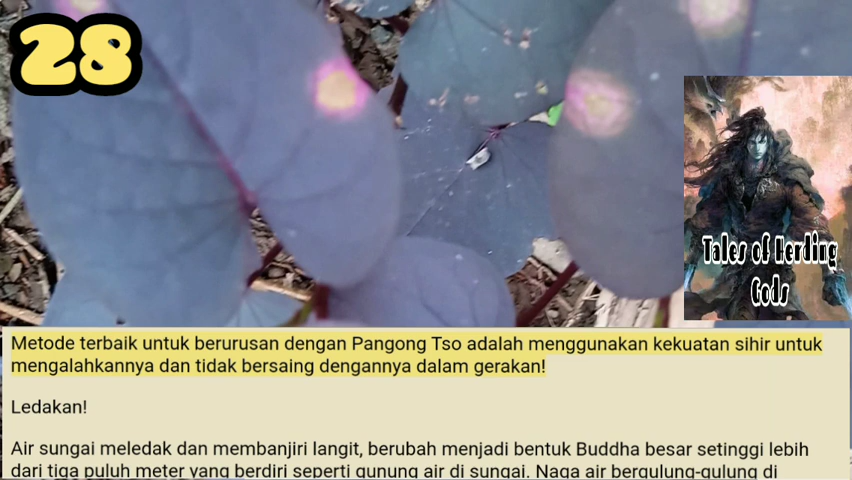 28
Tales of Herding
Gods
Metode terbaik untuk berurusan dengan Pangong Tso adalah menggunakan kekuatan sihir untuk
mengalahkannya dan tidak bersaing dengannya dalam gerakan!
Ledakan!
Air sungai meledak dan membanjiri langit, berubah menjadi bentuk Buddha besar setinggi lebih
dari tiga puluh meter yang berdiri seperti gunung air di sungai. Naga air bergulung-gulung di